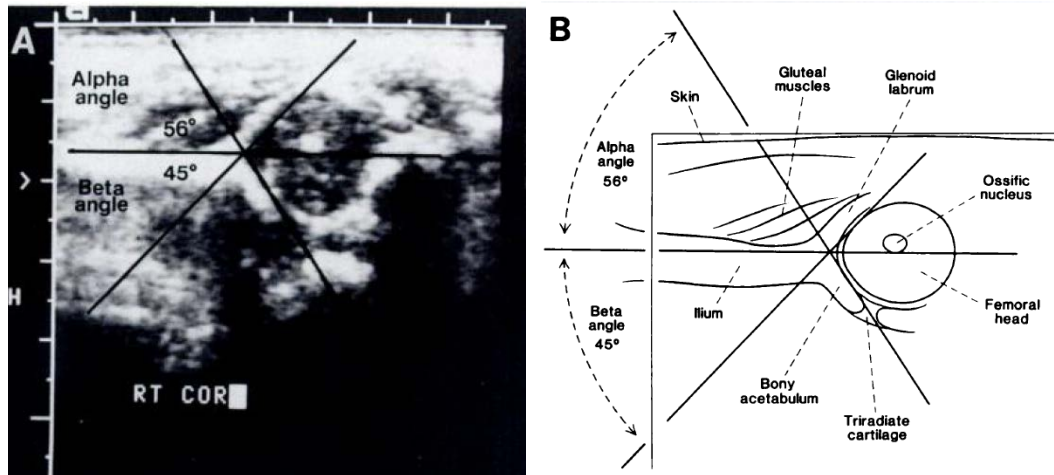 A
Alpha
angle
56°
45°
Beta
angle
H
RT COR
B
Gluteal
muscles
Glenoid
labrum
Skin
Alpha
angle
56°
Ossific
nucleus
Ilium
Femoral
head
Beta
angle
45°
Bony
acetabulum
Triradiate
cartilage